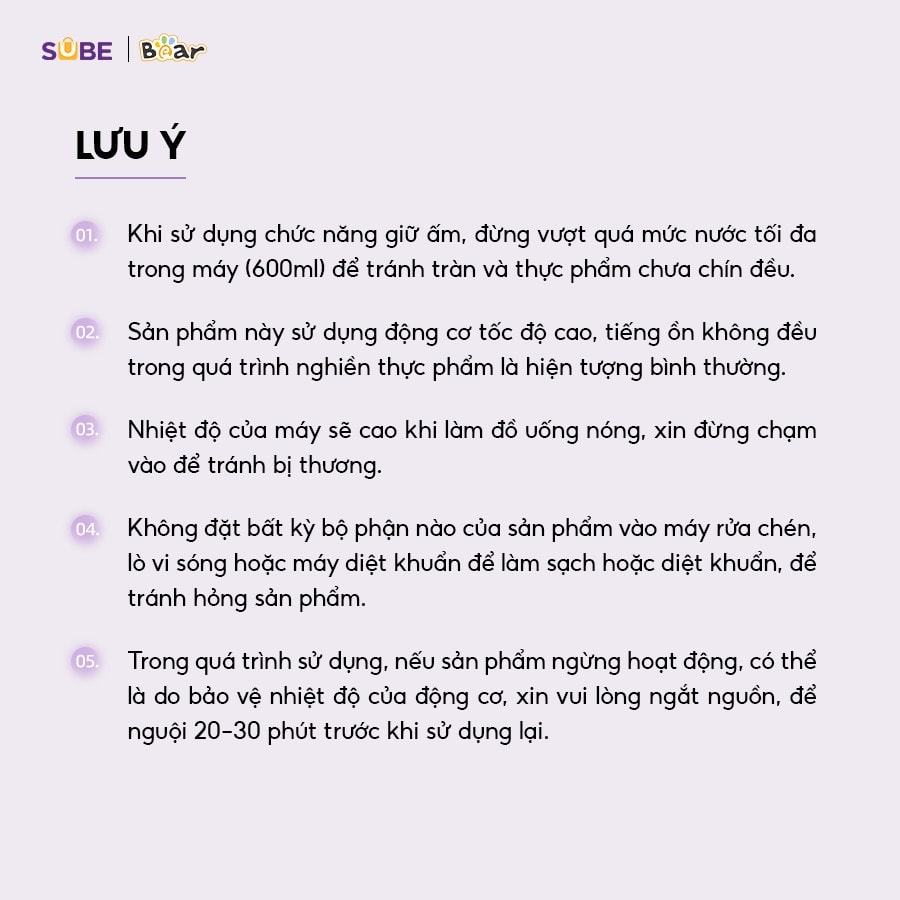 SUBE | Bear
LƯU Ý
01. Khi sử dụng chức năng giữ ấm, đừng vượt quá mức nước tối đa
trong máy (600ml) để tránh tràn và thực phẩm chưa chín đều.
02. Sản phẩm này sử dụng động cơ tốc độ cao, tiếng ồn không đều
trong quá trình nghiền thực phẩm là hiện tượng bình thường.
03. Nhiệt độ của máy sẽ cao khi làm đồ uống nóng, xin đừng chạm
vào để tránh bị thương.
04. Không đặt bất kỳ bộ phận nào của sản phẩm vào máy rửa chén,
lò vi sóng hoặc máy diệt khuẩn để làm sạch hoặc diệt khuẩn, để
tránh hỏng sản phẩm.
05. Trong quá trình sử dụng, nếu sản phẩm ngừng hoạt động, có thể
là do bảo vệ nhiệt độ của động cơ, xin vui lòng ngắt nguồn, để
nguội 20-30 phút trước khi sử dụng lại.